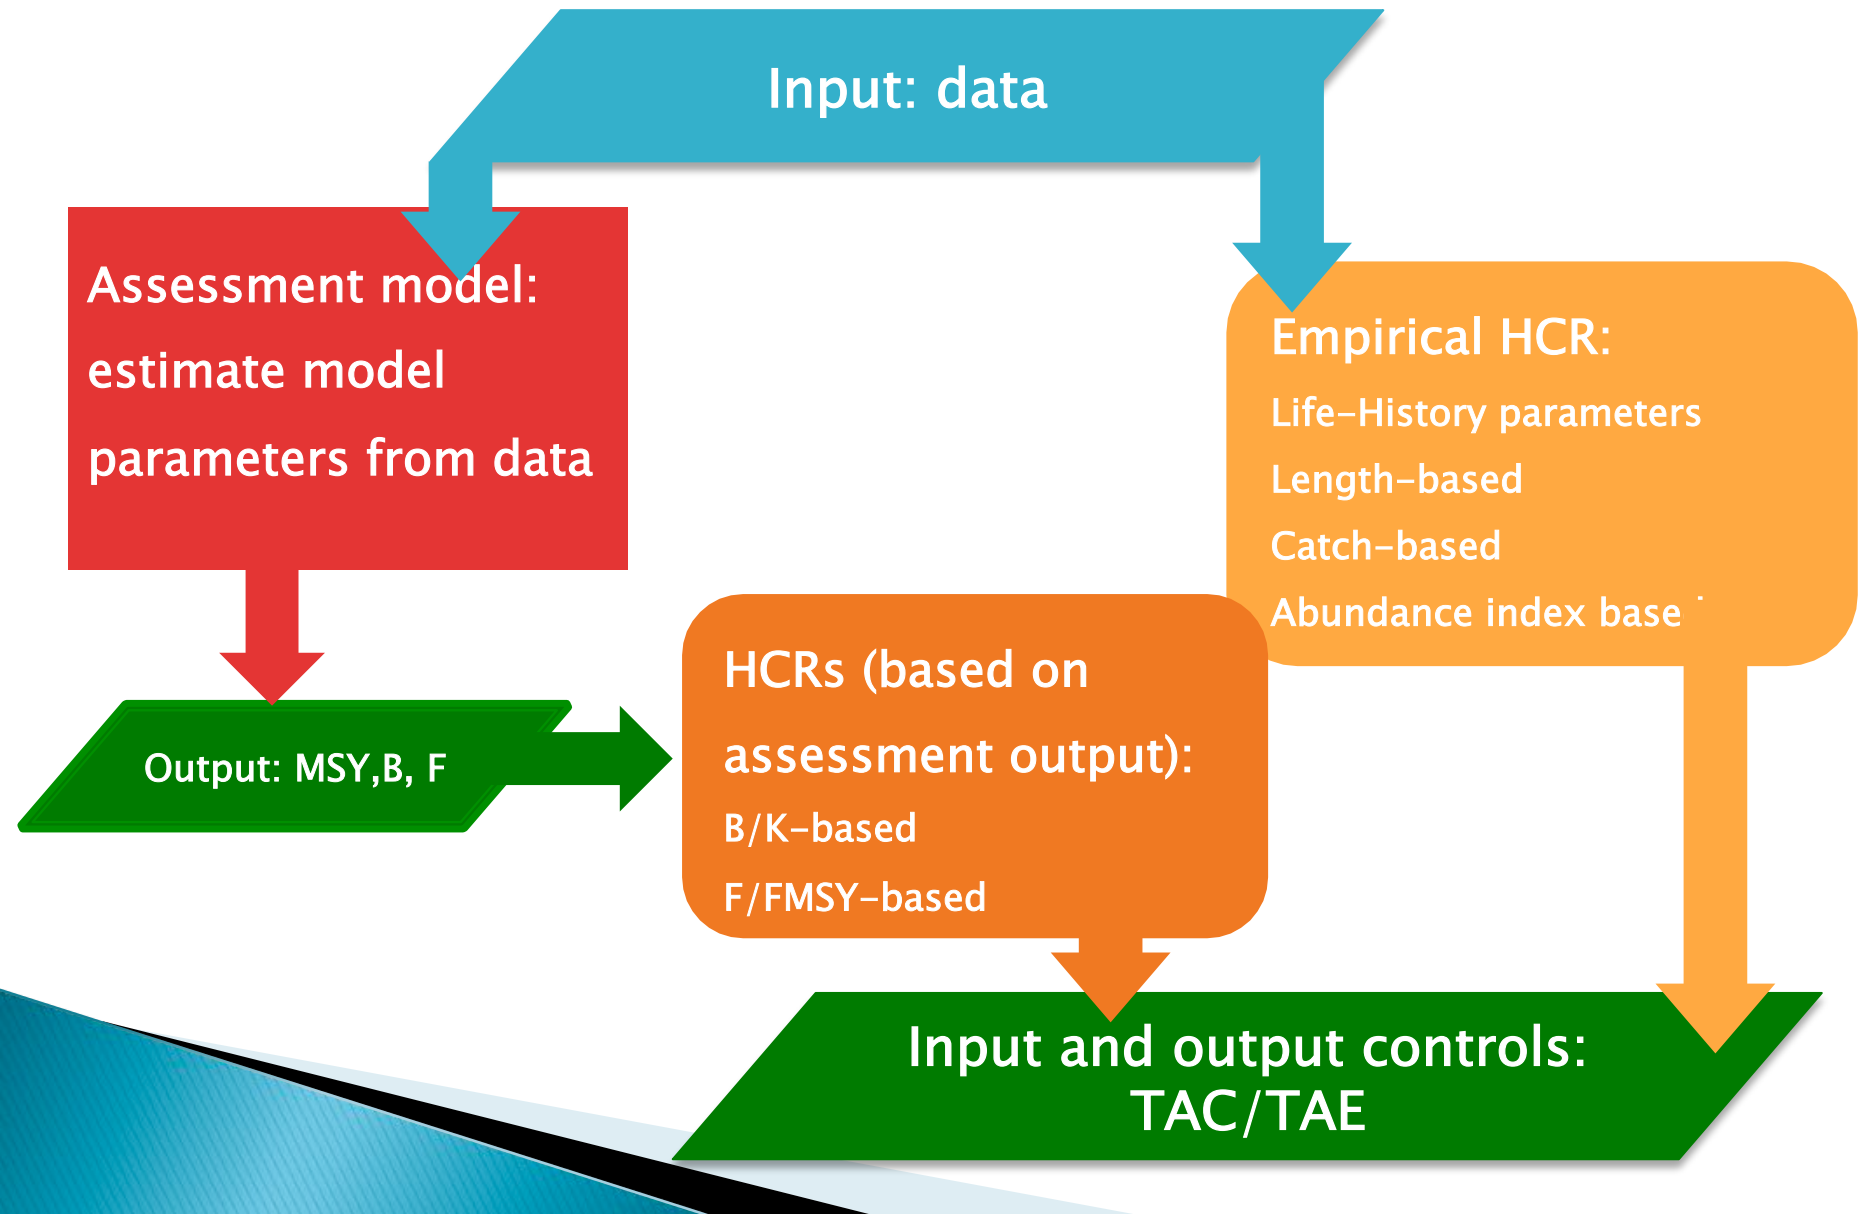 Input: data
Assessment model:
estimate model
parameters from data
Empirical HCR:
Life-History parameters
Length-based
Catch-based
Abundance index base
Output: MSY,B, F
HCRs (based on
assessment output):
B/K-based
F/FMSY-based
Input and output controls:
TAC/TAE